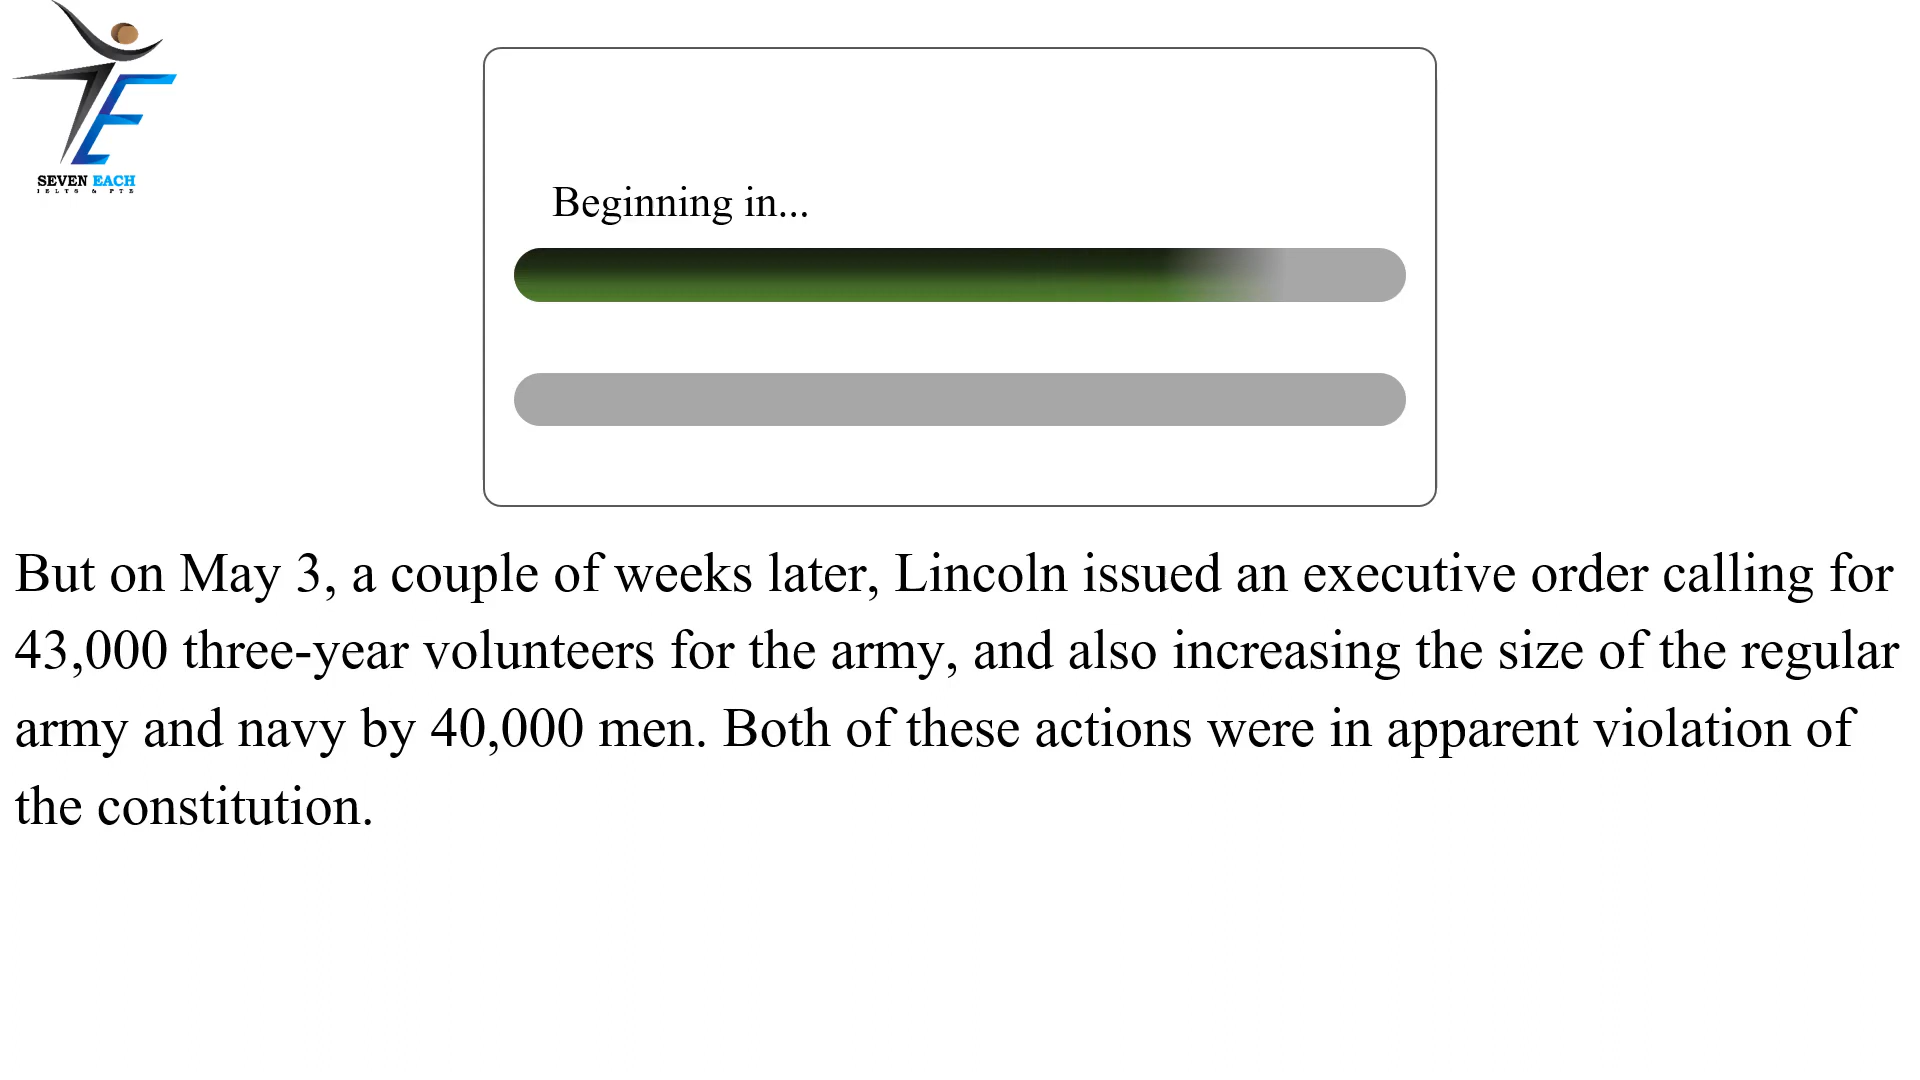 SEVEN EACH
IELTS & PTE
Beginning in...
But on May 3, a couple of weeks later, Lincoln issued an executive order calling for
43,000 three-year volunteers for the army, and also increasing the size of the regular
army and navy by 40,000 men. Both of these actions were in apparent violation of
the constitution.